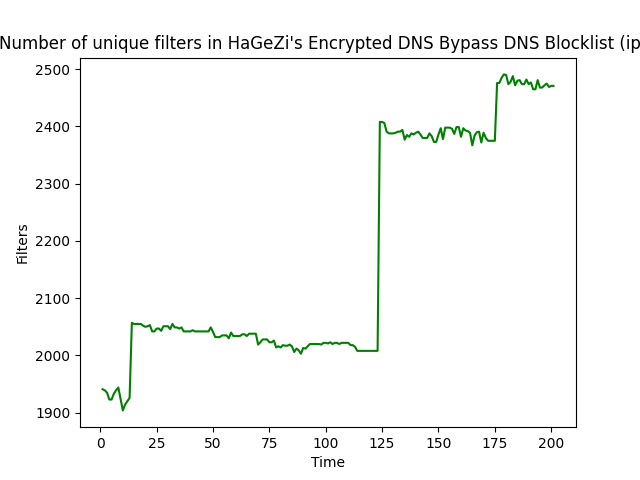 Number of unique filters in HaGeZi's Encrypted DNS Bypass DNS Blocklist (ip
2500
2400
2300
2200
2100
2000
1900
Filters
0 25 50 75 100 125 150 175 200
Time